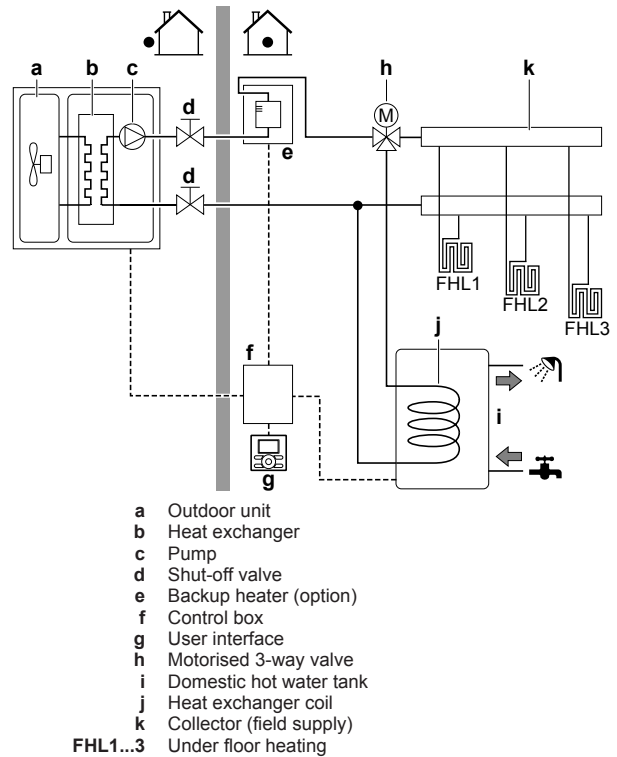 a b c
d
e
h
M
k
d
FHL1
FHL2
FHL3
f
g
j
i
a Outdoor unit
b Heat exchanger
c Pump
d Shut-off valve
e Backup heater (option)
f Control box
g User interface
h Motorised 3-way valve
i Domestic hot water tank
j Heat exchanger coil
k Collector (field supply)
FHL1...3 Under floor heating